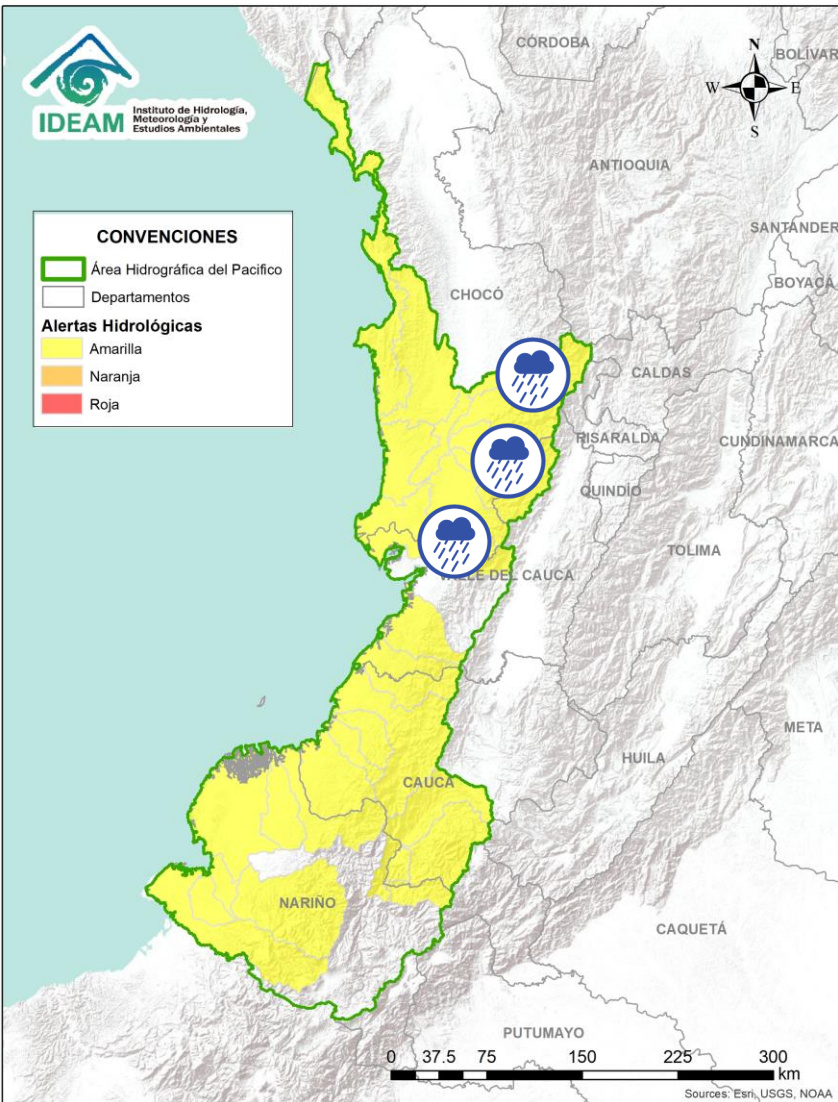 IDEAM
Instituto de Hidrología,
Meteorología y
Estudios Ambientales
N
W
E
S
CÓRDOBA
BOLÍVAR
ANTIOQUIA
SANTANDER
BOYACÁ
CHOCÓ
CONVENCIONES
Área Hidrográfica del Pacifico
Departamentos
Alertas Hidrológicas
Amarilla
Naranja
Roja
CALDAS
RISARALDA
CUNDINAMARCA
QUINDÍO
TOLIMA
VALLE DEL CAUCA
META
HUILA
CAUCA
NARIÑO
CAQUETÁ
PUTUMAYO
0 37.5 75 150 225 300
km
Sources: Esri, USGS, NOAA